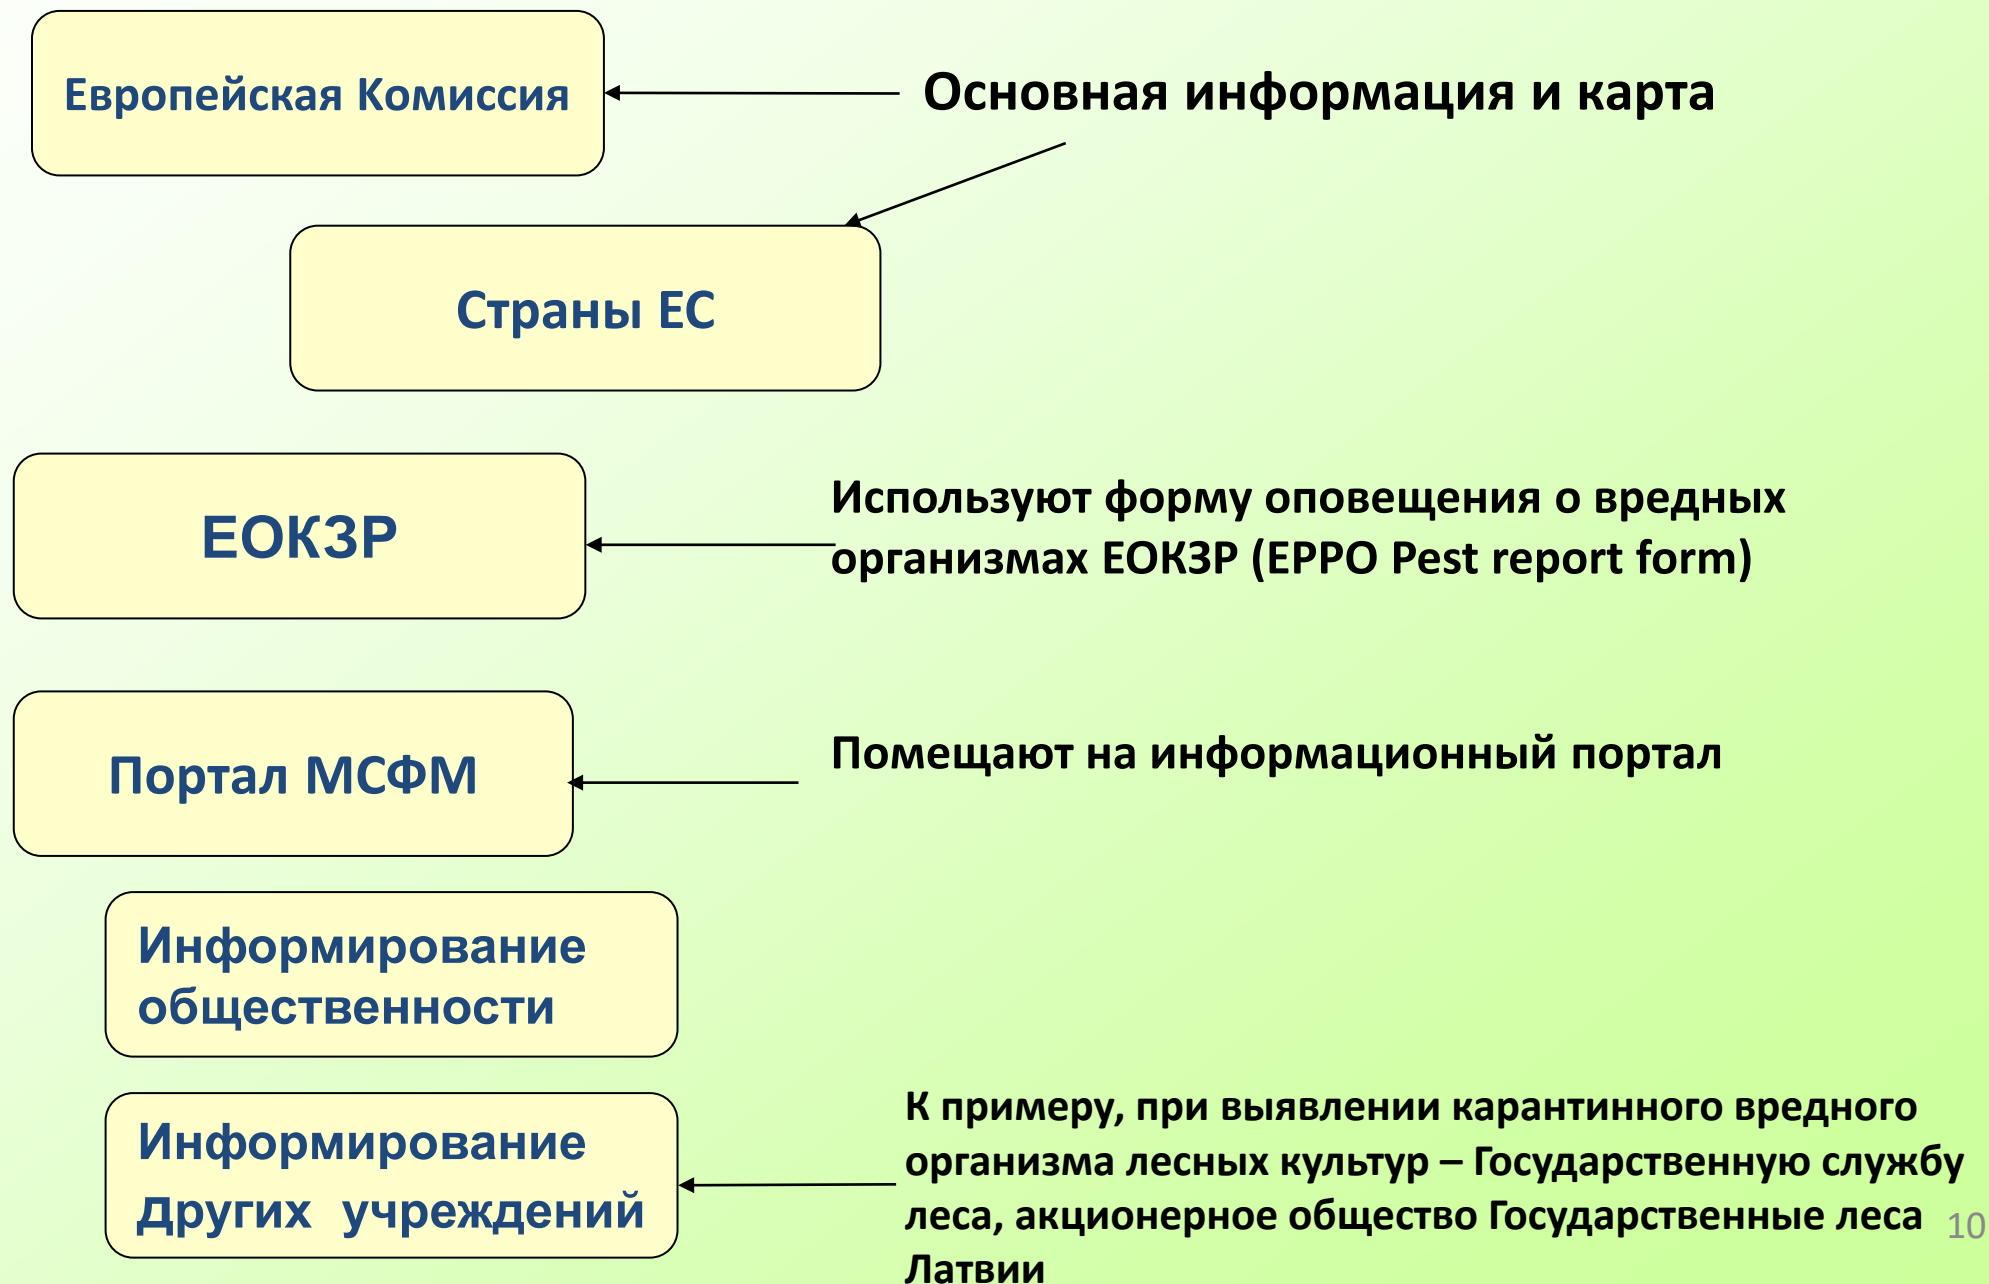 Европейская Комиссия
Основная информация и карта
Страны ЕС
ЕОКЗР
Используют форму оповещения о вредных
организмах ЕОКЗР (EPPO Pest report form)
Портал МСФМ
Помещают на информационный портал
Информирование
общественности
Информирование
других учреждений
К примеру, при выявлении карантинного вредного
организма лесных культур – Государственную службу
леса, акционерное общество Государственные леса
Латвии
10